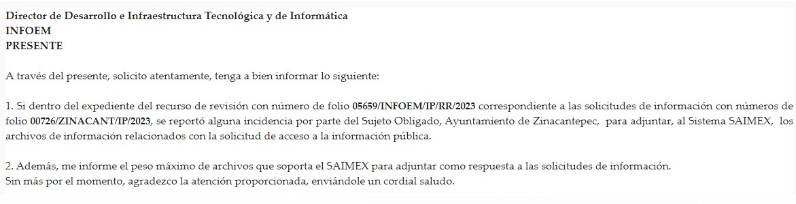 Director de Desarrollo e Infraestructura Tecnológica y de Informática
INFOEM
PRESENTE
A través del presente, solicito atentamente, tenga a bien informar lo siguiente:
1. Si dentro del expediente del recurso de revisión con número de folio 05659/INFOEM/IP/RR/2023 correspondiente a las solicitudes de información con números de
folio 00726/ZINACANT/IP/2023, se reportó alguna incidencia por parte del Sujeto Obligado, Ayuntamiento de Zinacantepec, para adjuntar, al Sistema SAIMEX, los
archivos de información relacionados con la solicitud de acceso a la información pública.
2. Además, me informe el peso máximo de archivos que soporta el SAIMEX para adjuntar como respuesta a las solicitudes de información.
Sin más por el momento, agradezco la atención proporcionada, enviándole un cordial saludo.